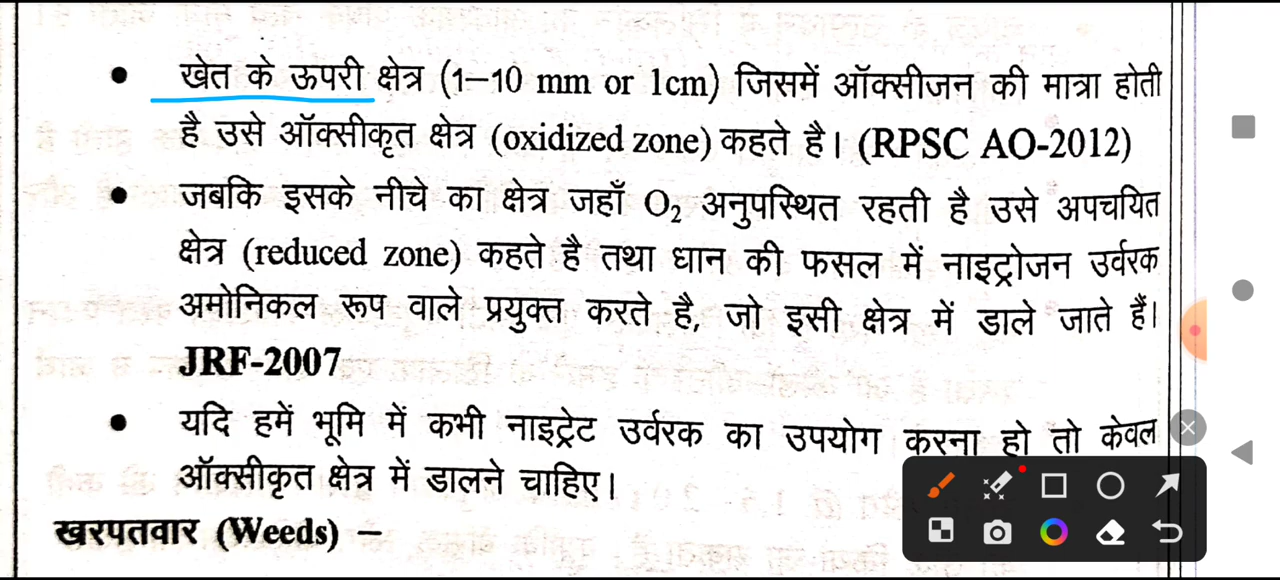 ● खेत के ऊपरी क्षेत्र (1–10 mm or 1cm) जिसमें ऑक्सीजन की मात्रा होती
है उसे ऑक्सीकृत क्षेत्र (oxidized zone) कहते है। (RPSC AO-2012)
● जबकि इसके नीचे का क्षेत्र जहाँ O₂ अनुपस्थित रहती है उसे अपचयित
क्षेत्र (reduced zone) कहते है तथा धान की फसल में नाइट्रोजन उर्वरक
अमोनिकल रूप वाले प्रयुक्त करते है, जो इसी क्षेत्र में डाले जाते हैं।
JRF-2007
● यदि हमें भूमि में कभी नाइट्रेट उर्वरक का उपयोग करना हो तो केवल
ऑक्सीकृत क्षेत्र में डालने चाहिए।
खरपतवार (Weeds) –